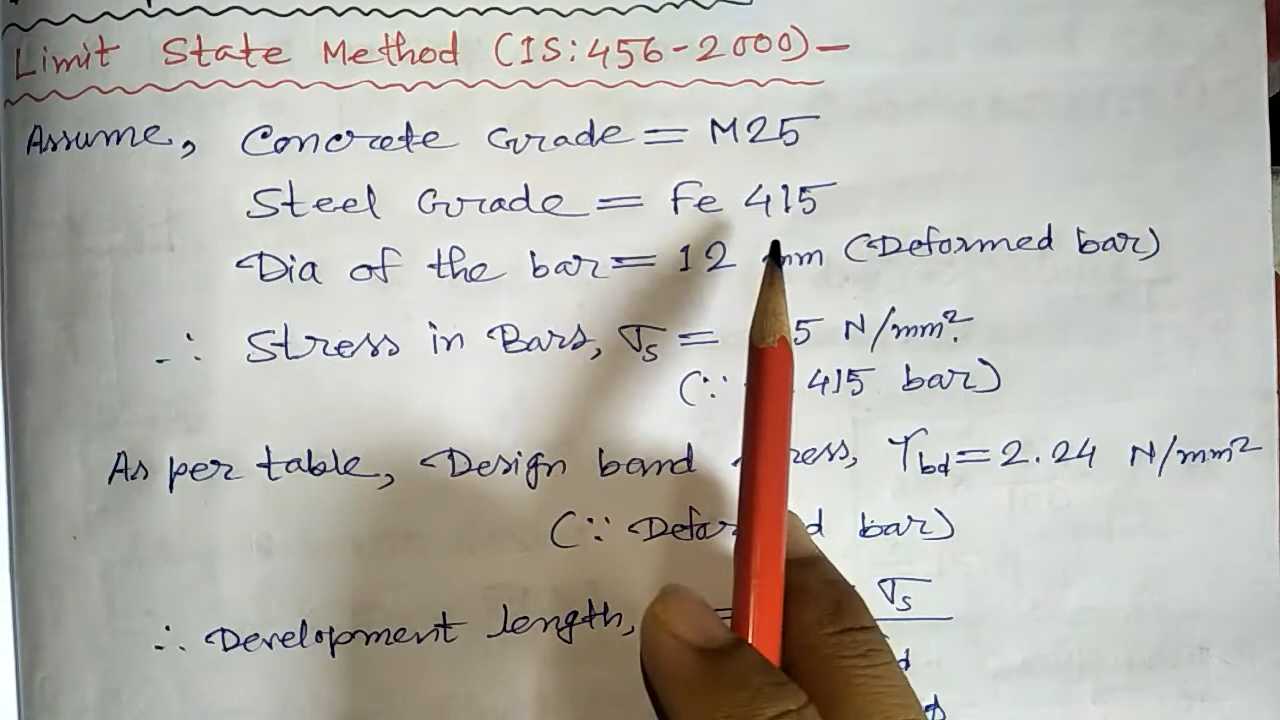 Limit State Method (IS:456-2000)-
Assume, Concrete Grade = M25
Steel Grade = Fe 415
Dia of the bar = 12 mm (Deformed bar)
∴ Stress in Bars, σs = 5 N/mm².
(∵ 415 bar)
As per table, Design band ress, τbd = 2.24 N/mm²
(∵ Defor d bar)
∴ Development length, = σs
d